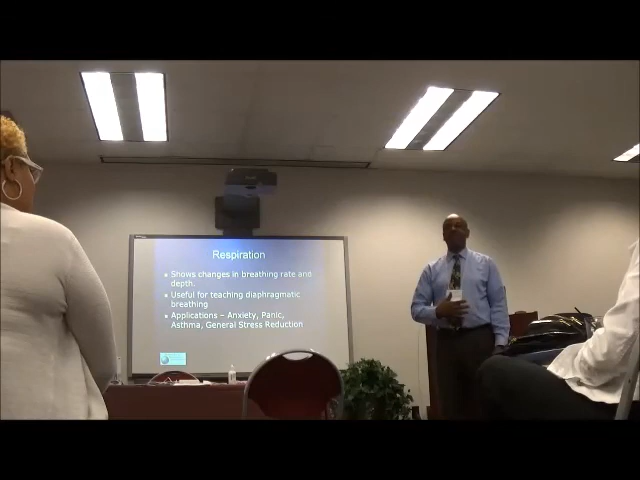 Respiration
Shows changes in breathing rate and
depth.
Useful for teaching diaphragmatic
breathing
Applications – Anxiety, Panic,
Asthma, General Stress Reduction